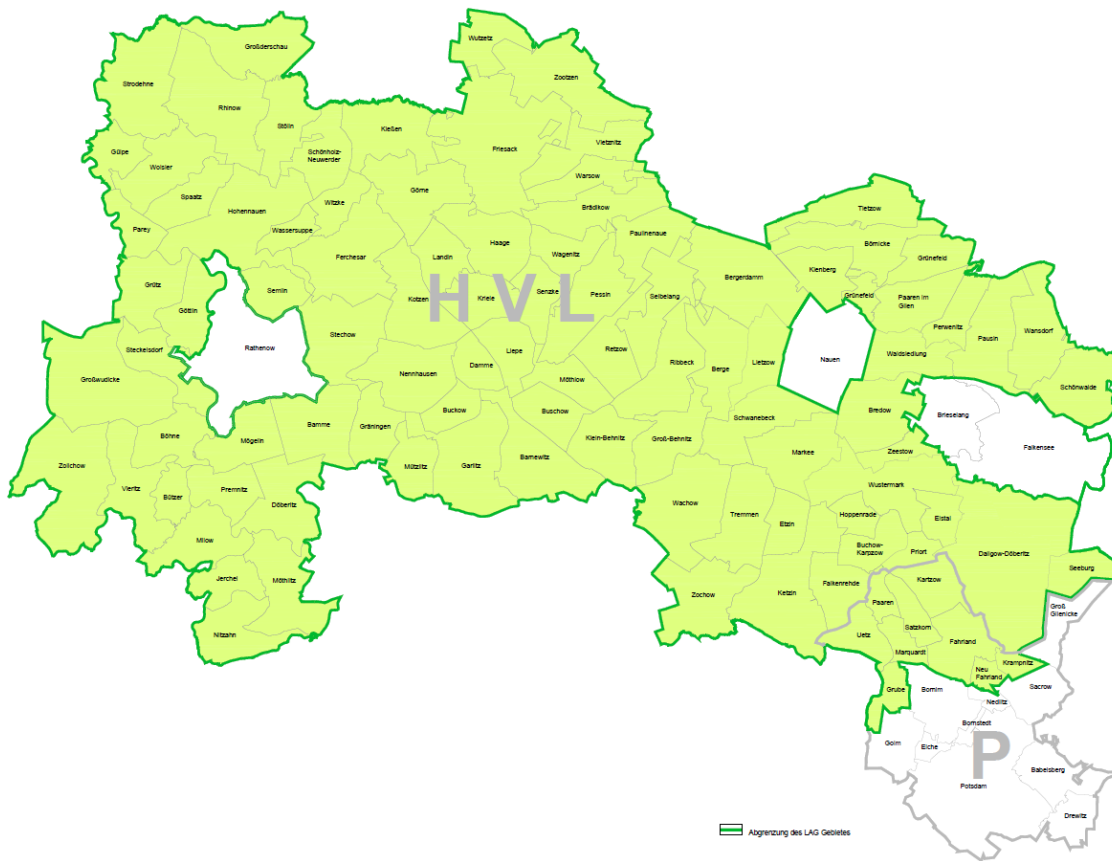 Wutzetz
Großderschau
Zootzen
Strodehne
Rhinow
Stölln
Kleßen
Vietznitz
Friesack
Gülpe
Schönholz-
Neuwerder
Wolsier
Warsow
Görne
Spaatz
Witzke
Brädikow
Hohennauen
Tietzow
Parey
Wassersuppe
Paulinenaue
Haage
Börnicke
Ferchesar
Landin
Wagenitz
Grünefeld
Kienberg
Bergerdamm
Grütz
Semlin
Senzke
Pessin
Selbelang
Grünefeld
Kotzen
Kriele
HVL
Paaren im
Glien
Göttlin
Perwenitz
Pausin
Wansdorf
Stechow
Rathenow
Steckelsdorf
Liepe
Retzow
Nauen
Waldsiedlung
Ribbeck
Berge
Lietzow
Damme
Nennhausen
Großwudicke
Möthlow
Schönwalde
Buckow
Buschow
Schwanebeck
Bredow
Brieselang
Bamme
Gräningen
Böhne
Mögelin
Klein-Behnitz
Groß-Behnitz
Falkensee
Markee
Zeestow
Zollchow
Mützlitz
Garlitz
Barnewitz
Vieritz
Bützer
Premnitz
Döberitz
Wustermark
Wachow
Tremmen
Etzin
Hoppenrade
Elstal
Milow
Buchow-
Karpzow
Priort
Dallgow-Döberitz
Seeburg
Jerchel
Möthlitz
Kartzow
Falkenrehde
Zachow
Ketzin
Paaren
Groß
Glienicke
Satzkorn
Nitzahn
Uetz
Fahrland
Marquardt
Krampnitz
Neu
Fahrland
Grube
Bornim
Sacrow
Nedlitz
Bornstedt
Golm
Eiche
P
Babelsberg
Potsdam
Drewitz
Abgrenzung des LAG Gebietes